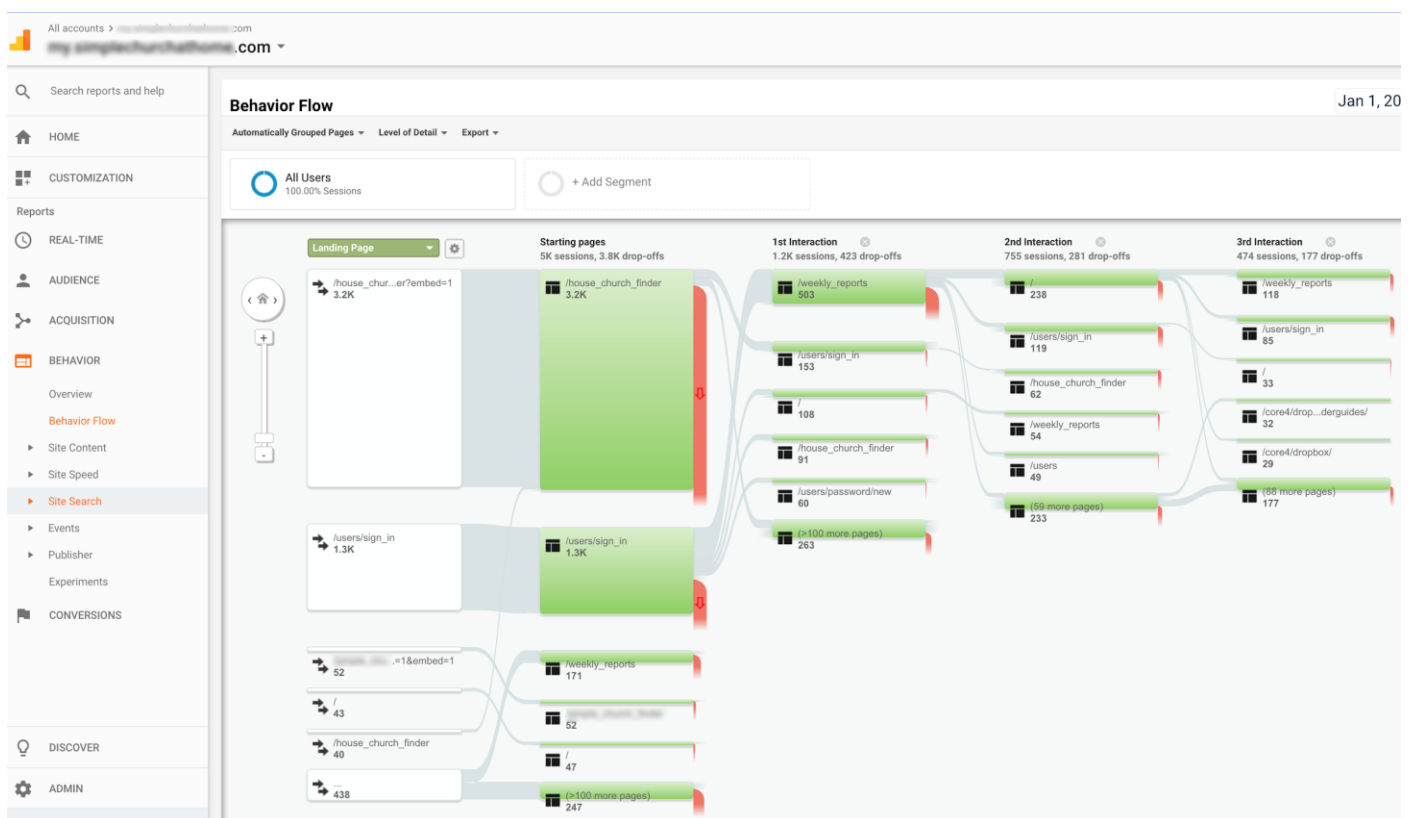 All accounts > .com
.com
Search reports and help
HOME
CUSTOMIZATION
Reports
REAL-TIME
AUDIENCE
ACQUISITION
BEHAVIOR
Overview
Behavior Flow
Site Content
Site Speed
Site Search
Events
Publisher
Experiments
CONVERSIONS
DISCOVER
ADMIN
Behavior Flow
Jan 1, 20
Automatically Grouped Pages
Level of Detail
Export
All Users
100.00% Sessions
+ Add Segment
Landing Page
/house_chur...er?embed=1
3.2K
/users/sign_in
1.3K
.=1&embed=1
52
/
43
/house_church_finder
40
...
438
Starting pages
5K sessions, 3.8K drop-offs
/house_church_finder
3.2K
/users/sign_in
1.3K
/weekly_reports
171
52
/
47
(>100 more pages)
247
1st Interaction
1.2K sessions, 423 drop-offs
/weekly_reports
503
/users/sign_in
153
/
108
/house_church_finder
91
/users/password/new
60
(>100 more pages)
263
2nd Interaction
755 sessions, 281 drop-offs
/
238
/users/sign_in
119
/house_church_finder
62
/weekly_reports
54
/users
49
(59 more pages)
233
3rd Interaction
474 sessions, 177 drop-offs
/weekly_reports
118
/users/sign_in
85
/
33
/core4/drop...derguides/
32
/core4/dropbox/
29
(88 more pages)
177